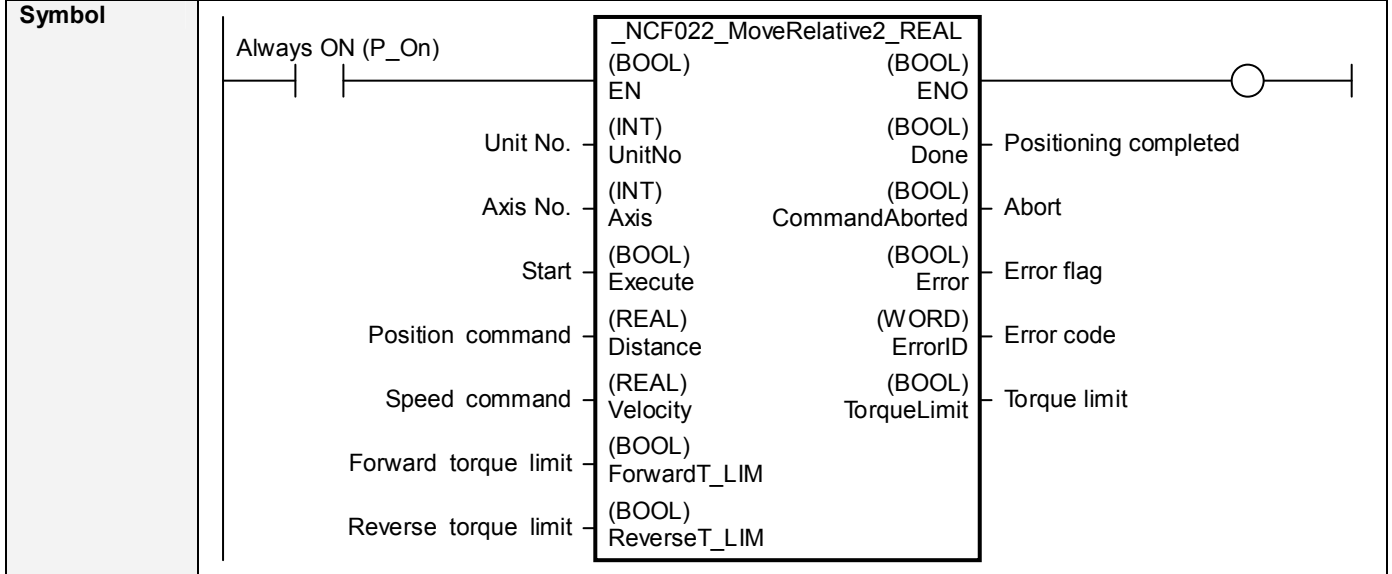 Symbol
Always ON (P_On)
_NCF022_MoveRelative2_REAL
(BOOL) (BOOL)
EN ENO
Unit No. (INT) (BOOL) Positioning completed
UnitNo Done
Axis No. (INT) (BOOL) Abort
Axis CommandAborted
Start (BOOL) (BOOL) Error flag
Execute Error
Position command (REAL) (WORD) Error code
Distance ErrorID
Speed command (REAL) (BOOL) Torque limit
Velocity TorqueLimit
Forward torque limit (BOOL)
ForwardT_LIM
Reverse torque limit (BOOL)
ReverseT_LIM